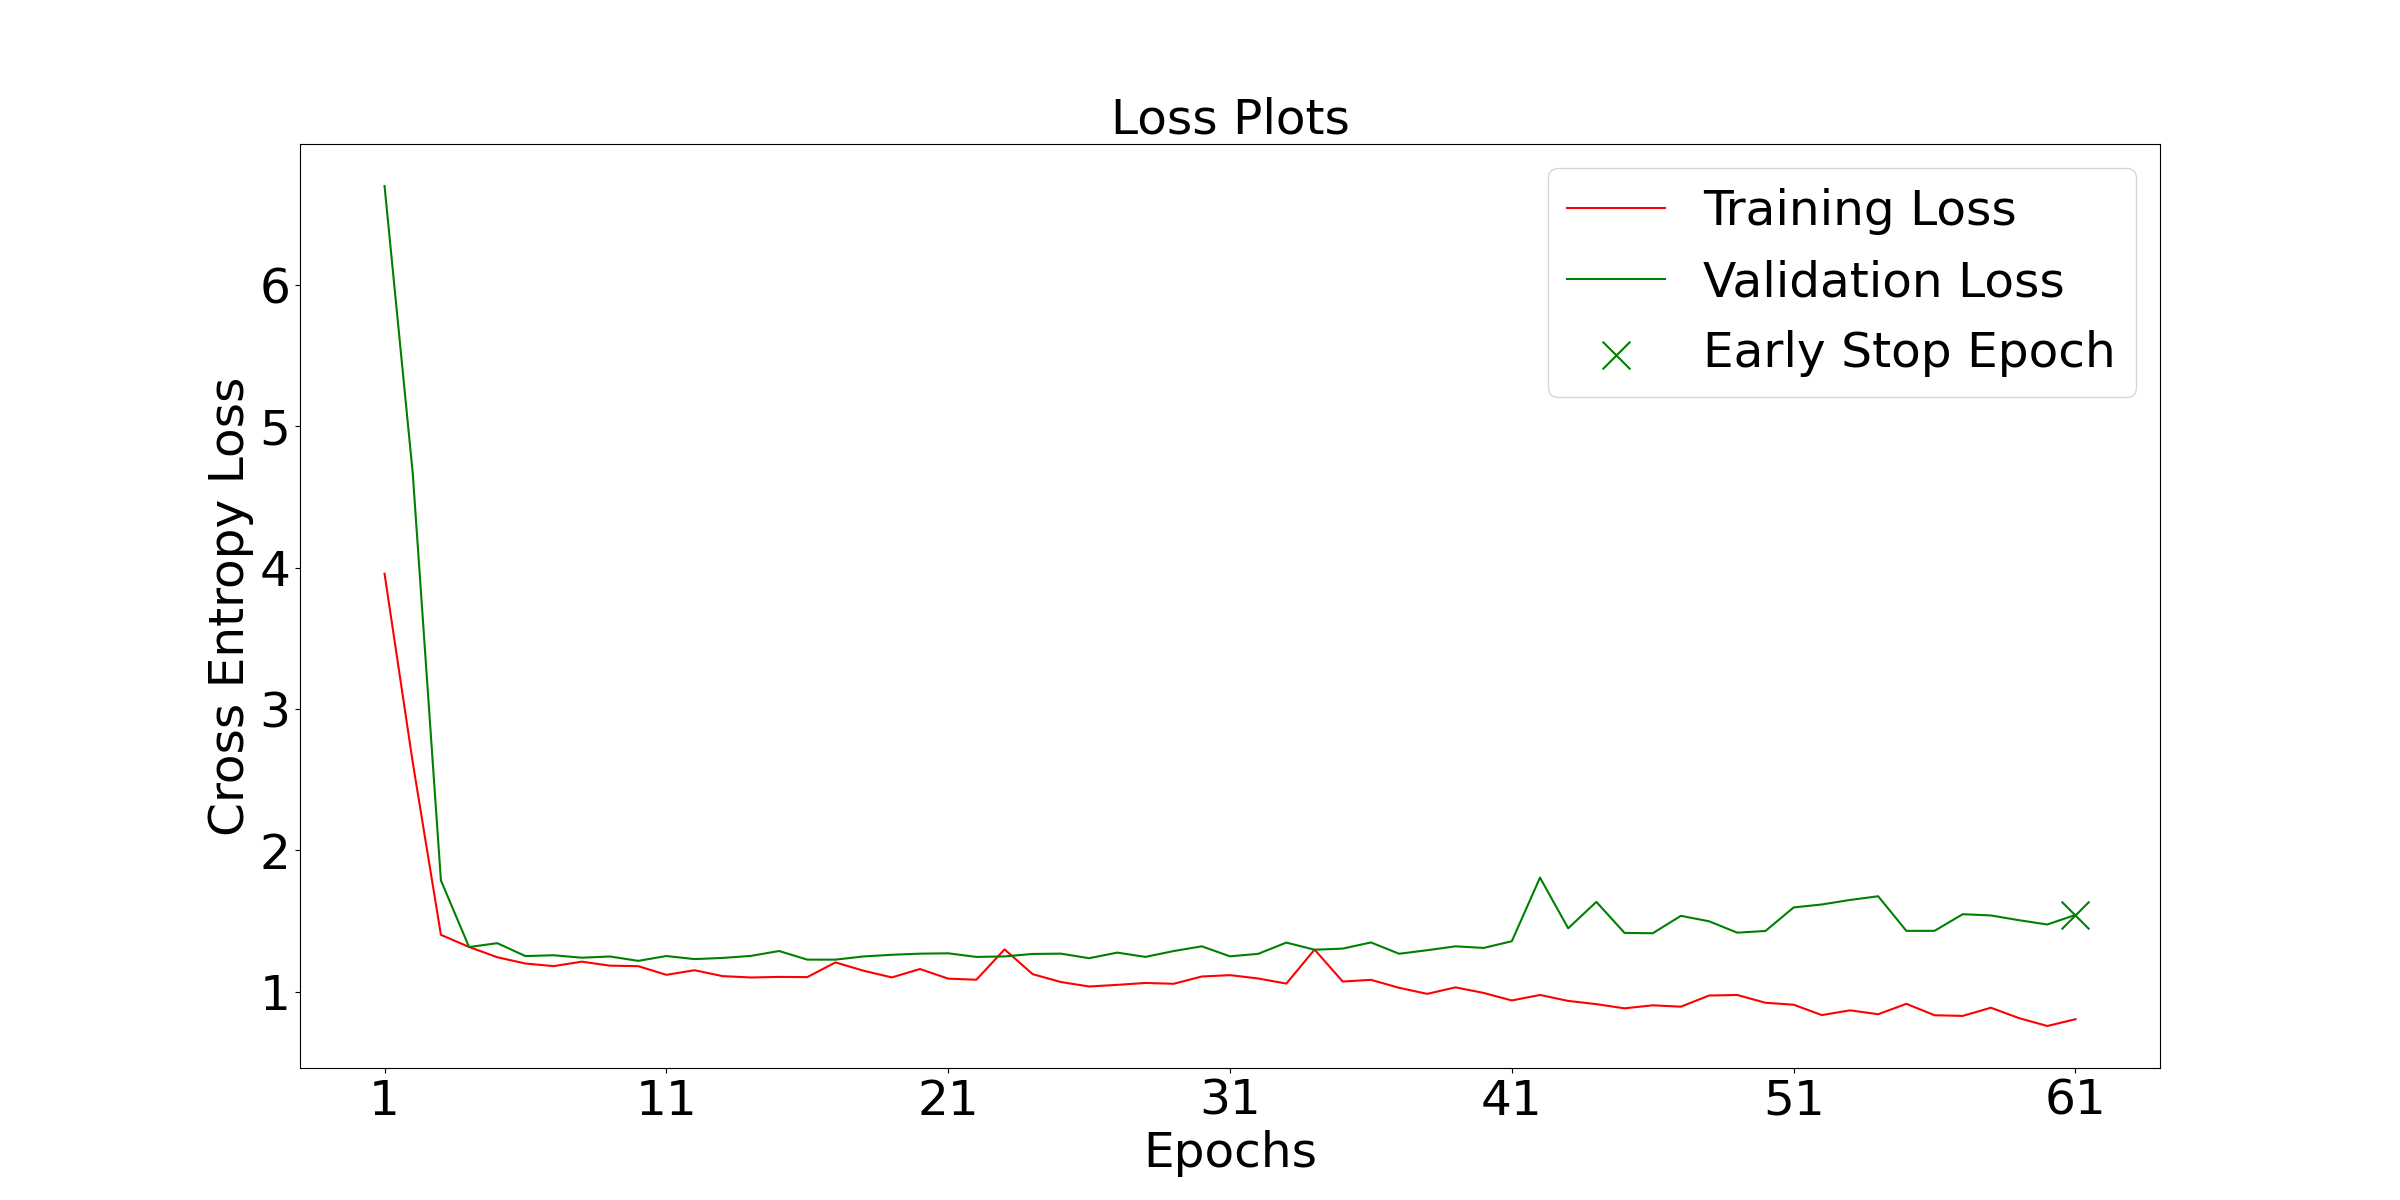 Loss Plots
Training Loss
Validation Loss
Early Stop Epoch
Cross Entropy Loss
6
5
4
3
2
1
1 11 21 31 41 51 61
Epochs